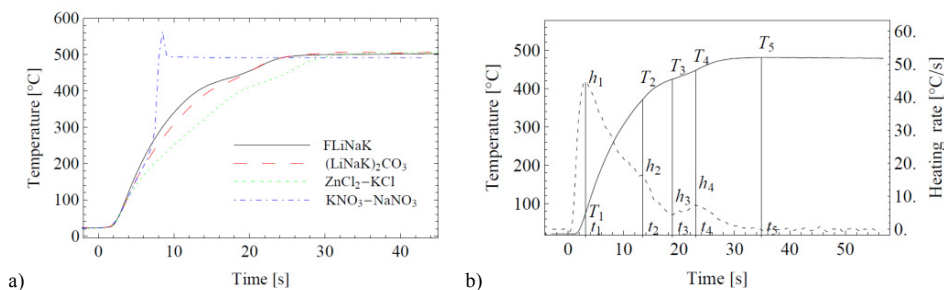 600
500
400
300
200
100
0
Temperature [°C]
FLiNaK
(LiNaK)₂CO₃
ZnCl₂−KCl
KNO₃−NaNO₃
0 10 20 30 40
Time [s]
a)
500
400
300
200
100
Temperature [°C]
h₁
T₂
T₃
T₄
T₅
h₂
h₃
h₄
T₁
t₁ t₂ t₃ t₄ t₅
60.
50.
40.
30.
20.
10.
0.
Heating rate [°C/s]
0 10 20 30 40 50
Time [s]
b)